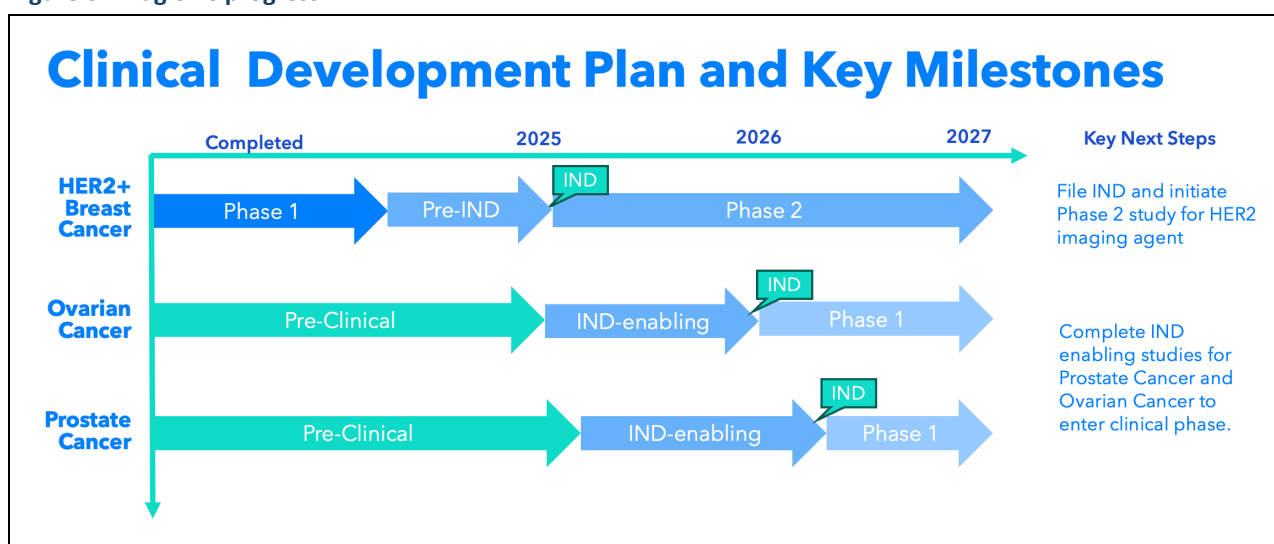 Clinical Development Plan and Key Milestones
Completed
2025
2026
2027
Key Next Steps
HER2+
Breast
Cancer
Phase 1
Pre-IND
IND
Phase 2
File IND and initiate
Phase 2 study for HER2
imaging agent
Ovarian
Cancer
Pre-Clinical
IND-enabling
IND
Phase 1
Complete IND
enabling studies for
Prostate Cancer and
Ovarian Cancer to
enter clinical phase.
Prostate
Cancer
Pre-Clinical
IND-enabling
IND
Phase 1